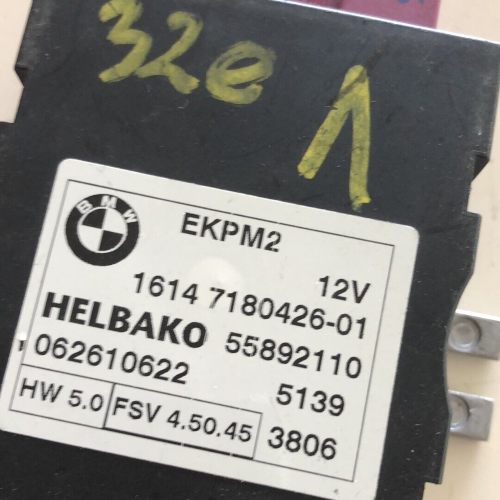 32e 1
BMW
EKPM2
12V
1614 7180426-01
HELBAKO 55892110
062610622 5139
HW 5.0 FSV 4.50.45 3806